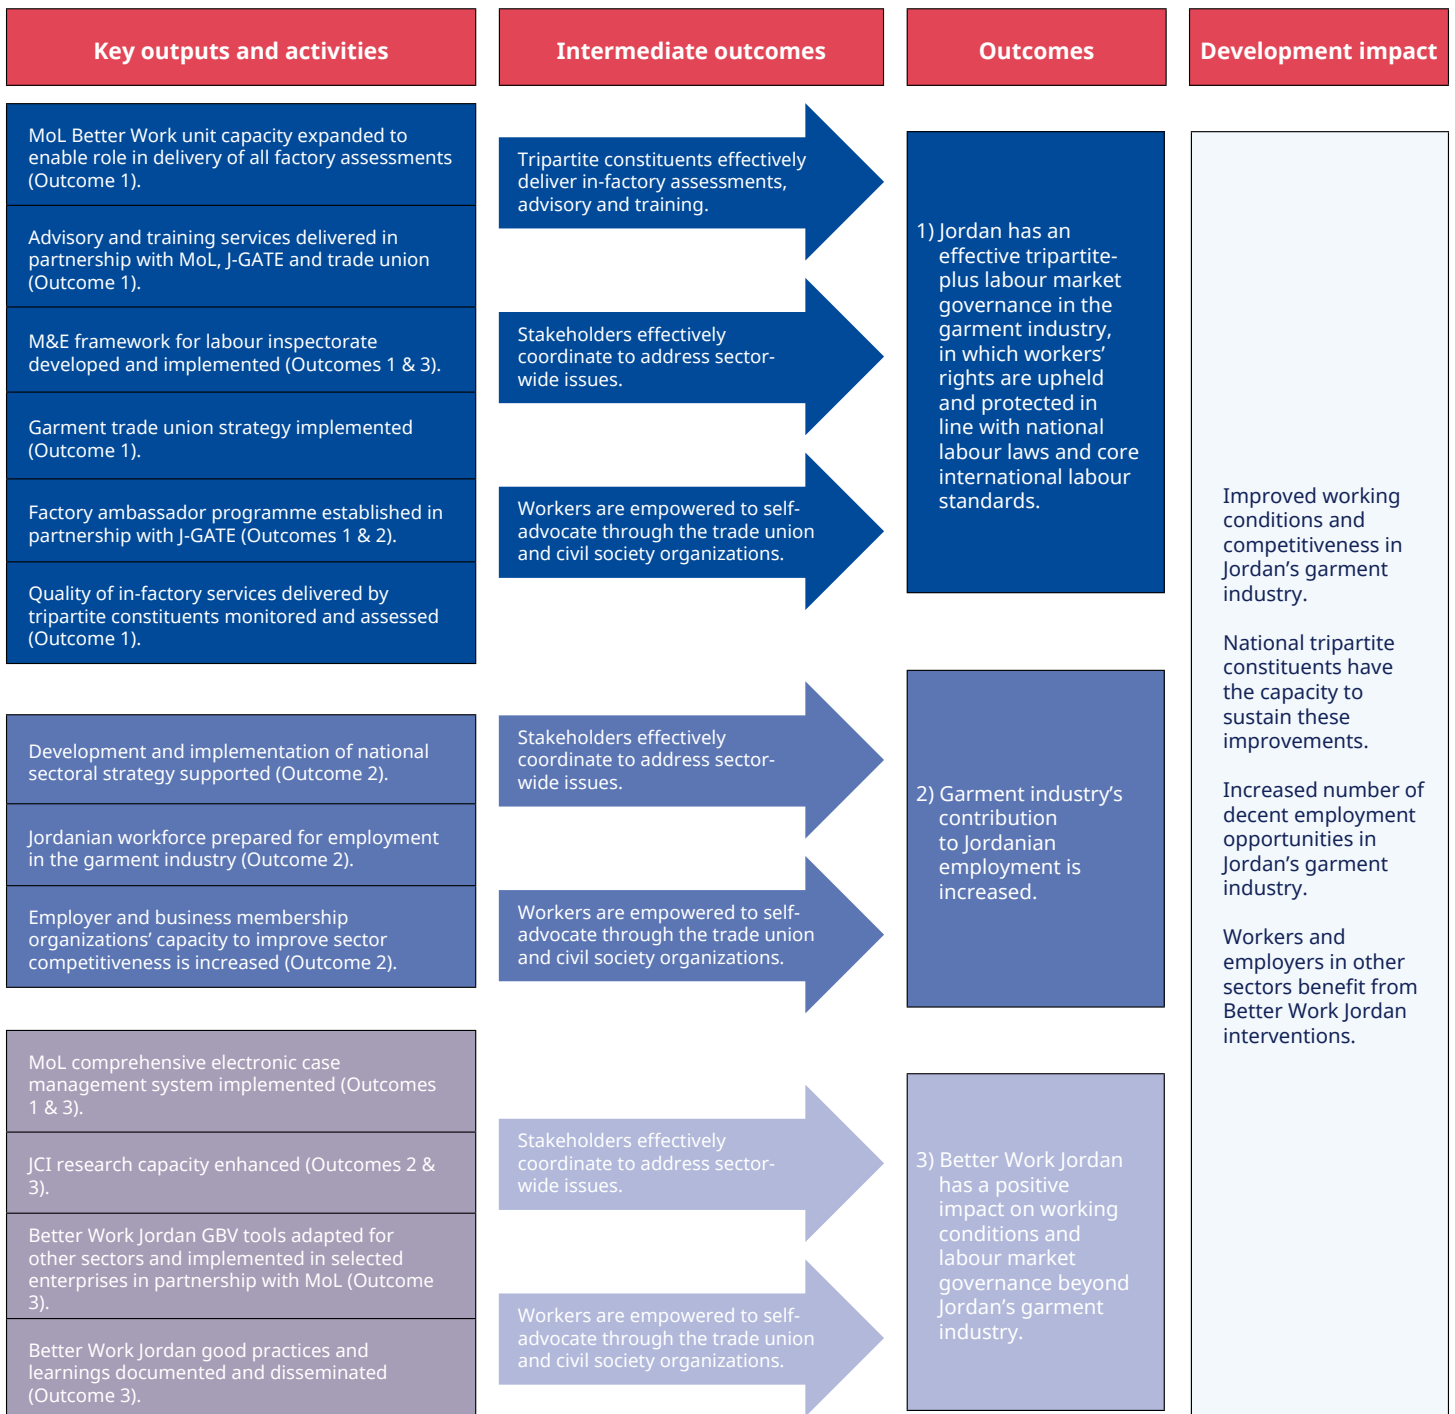 Key outputs and activities
Intermediate outcomes
Outcomes
Development impact
MoL Better Work unit capacity expanded to
enable role in delivery of all factory assessments
(Outcome 1).
Advisory and training services delivered in
partnership with MoL, J-GATE and trade union
(Outcome 1).
M&E framework for labour inspectorate
developed and implemented (Outcomes 1 & 3).
Garment trade union strategy implemented
(Outcome 1).
Factory ambassador programme established in
partnership with J-GATE (Outcomes 1 & 2).
Quality of in-factory services delivered by
tripartite constituents monitored and assessed
(Outcome 1).
Tripartite constituents effectively
deliver in-factory assessments,
advisory and training.
Stakeholders effectively
coordinate to address sector-
wide issues.
Workers are empowered to self-
advocate through the trade union
and civil society organizations.
1) Jordan has an
effective tripartite-
plus labour market
governance in the
garment industry,
in which workers’
rights are upheld
and protected in
line with national
labour laws and core
international labour
standards.
Development and implementation of national
sectoral strategy supported (Outcome 2).
Jordanian workforce prepared for employment
in the garment industry (Outcome 2).
Employer and business membership
organizations’ capacity to improve sector
competitiveness is increased (Outcome 2).
Stakeholders effectively
coordinate to address sector-
wide issues.
Workers are empowered to self-
advocate through the trade union
and civil society organizations.
2) Garment industry’s
contribution
to Jordanian
employment is
increased.
MoL comprehensive electronic case
management system implemented (Outcomes
1 & 3).
JCI research capacity enhanced (Outcomes 2 &
3).
Better Work Jordan GBV tools adapted for
other sectors and implemented in selected
enterprises in partnership with MoL (Outcome
3).
Better Work Jordan good practices and
learnings documented and disseminated
(Outcome 3).
Stakeholders effectively
coordinate to address sector-
wide issues.
Workers are empowered to self-
advocate through the trade union
and civil society organizations.
3) Better Work Jordan
has a positive
impact on working
conditions and
labour market
governance beyond
Jordan’s garment
industry.
Improved working
conditions and
competitiveness in
Jordan’s garment
industry.
National tripartite
constituents have
the capacity to
sustain these
improvements.
Increased number of
decent employment
opportunities in
Jordan’s garment
industry.
Workers and
employers in other
sectors benefit from
Better Work Jordan
interventions.